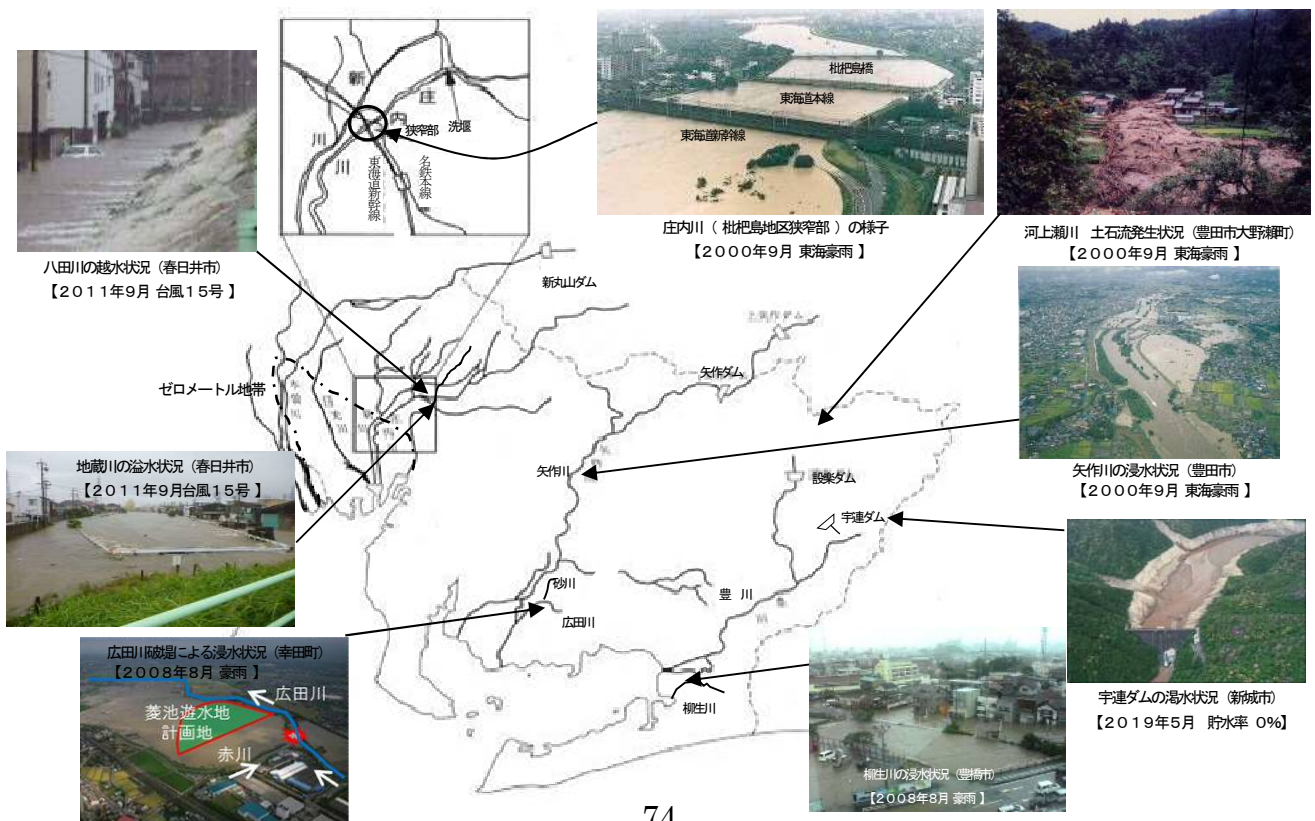 新
川
庄
内
川
洗堰
狭窄部
東海道新幹線
名鉄本線
枇杷島橋
東海道本線
東海道新幹線
庄内川（ 枇杷島地区狭窄部 ）の様子
【２０００年９月 東海豪雨 】
河上瀬川　土石流発生状況（豊田市大野瀬町）
【２０００年９月 東海豪雨 】
八田川の越水状況（春日井市）
【２０１１年９月 台風１５号 】
新丸山ダム
矢作ダム
ゼロメートル地帯
矢作川の浸水状況（豊田市）
【２０００年９月 東海豪雨 】
地蔵川の溢水状況（春日井市）
【２０１１年９月台風１５号 】
矢作川
設楽ダム
宇連ダム
砂川
広田川
豊　川
柳生川
宇連ダムの渇水状況（新城市）
【２０１９年５月　貯水率 ０％】
広田川破堤による浸水状況（幸田町）
【２００８年８月 豪雨 】
広田川
菱池遊水地
計画地
赤川
柳生川の浸水状況（豊橋市）
【２００８年８月 豪雨 】
74